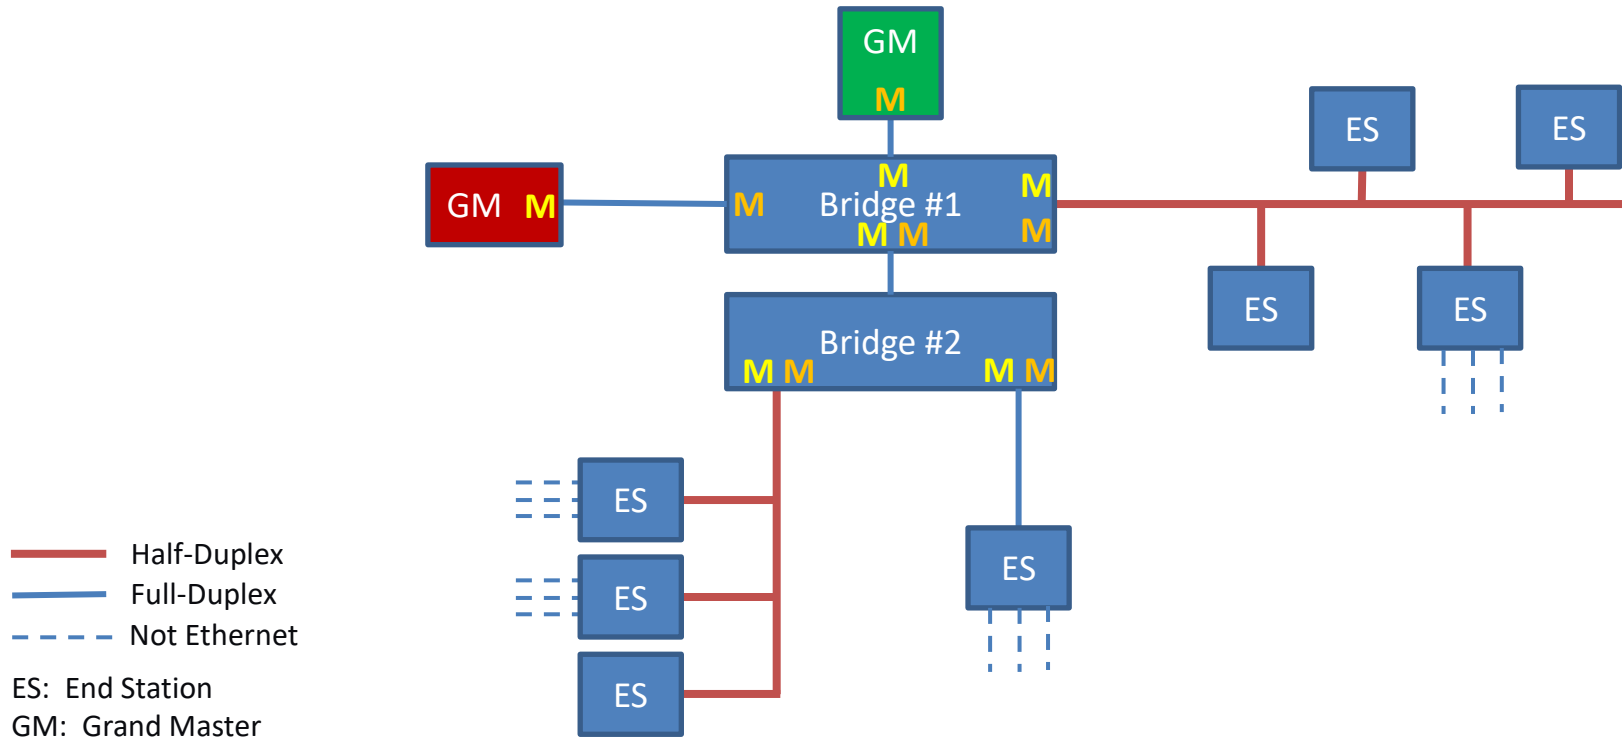 GM
M
ES
ES
GM M
M
M
Bridge #1
M
M M
M
ES
ES
Bridge #2
M M
M M
ES
ES
ES
ES
Half-Duplex
Full-Duplex
Not Ethernet
ES: End Station
GM: Grand Master